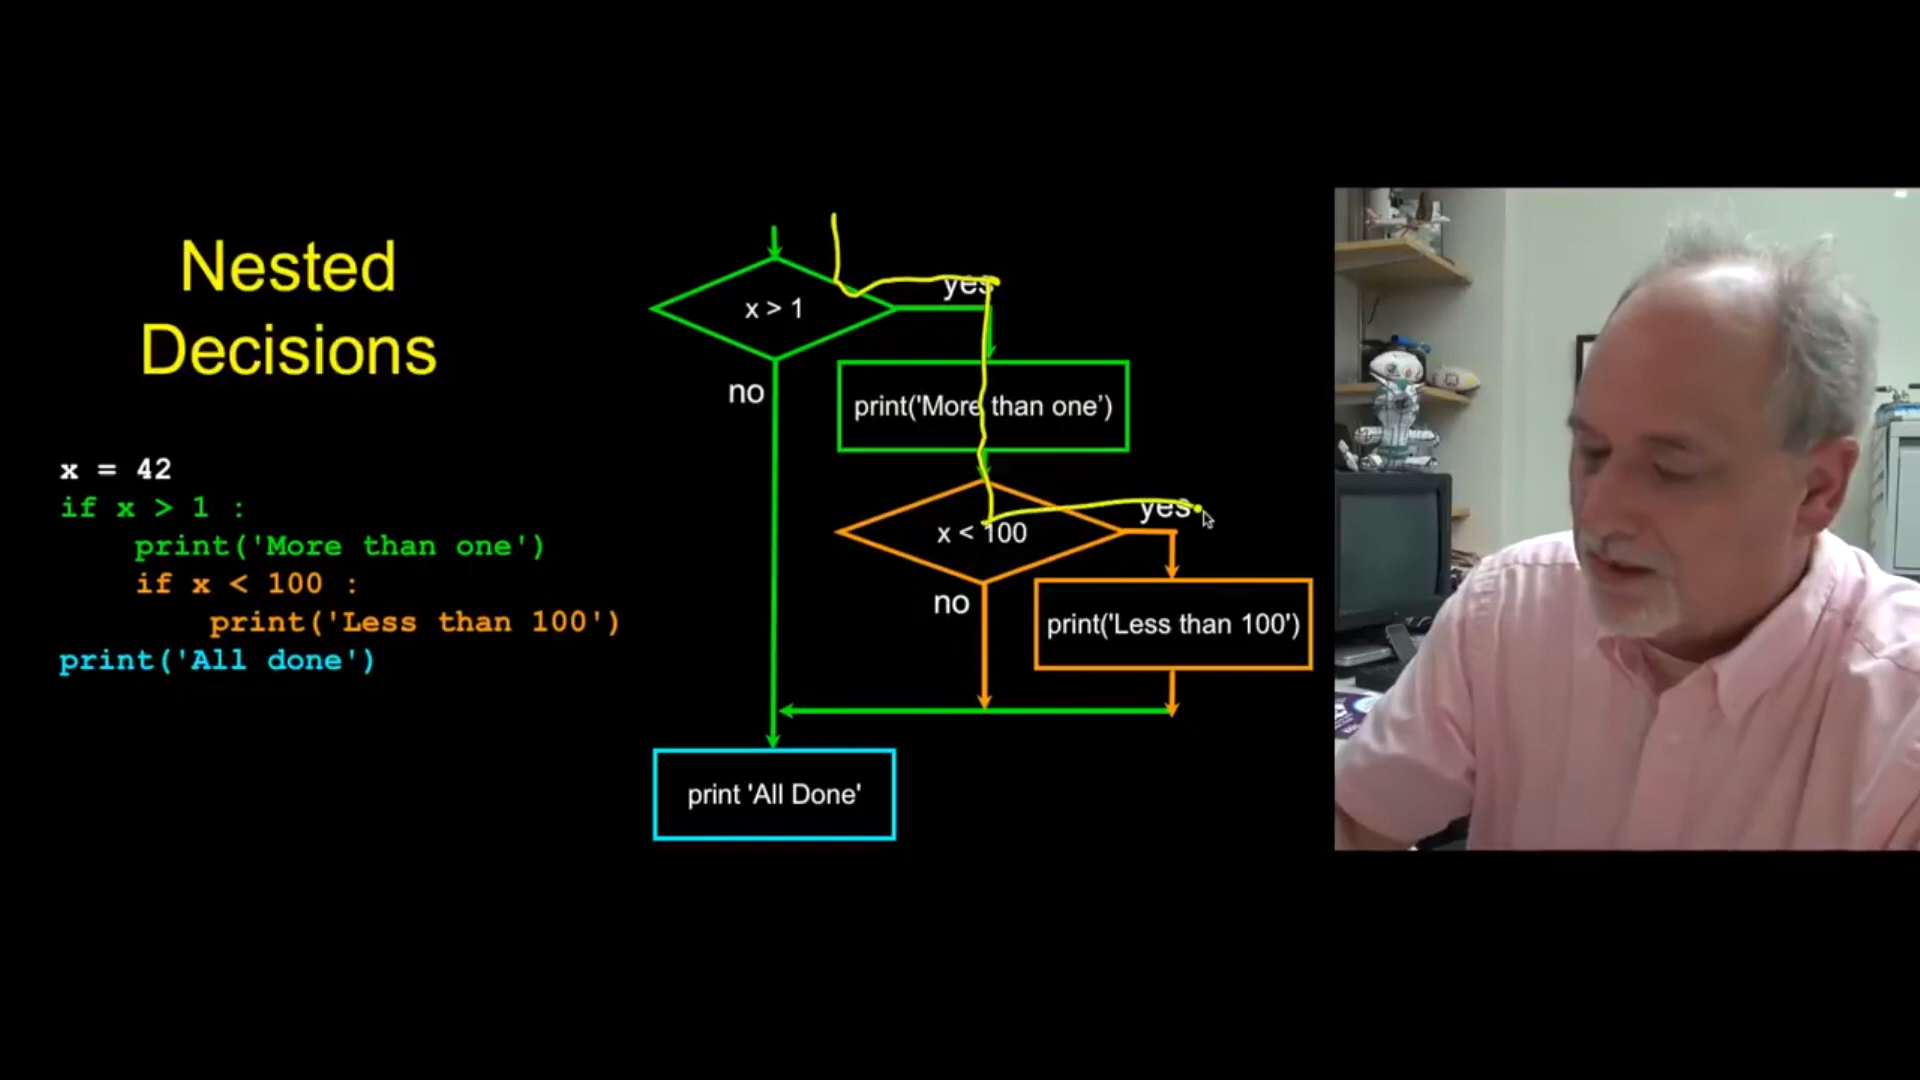 Nested
Decisions
x = 42
if x > 1 :
print('More than one')
if x < 100 :
print('Less than 100')
print('All done')
x > 1
yes
no
print('More than one’)
x < 100
yes
no
print('Less than 100')
print 'All Done'